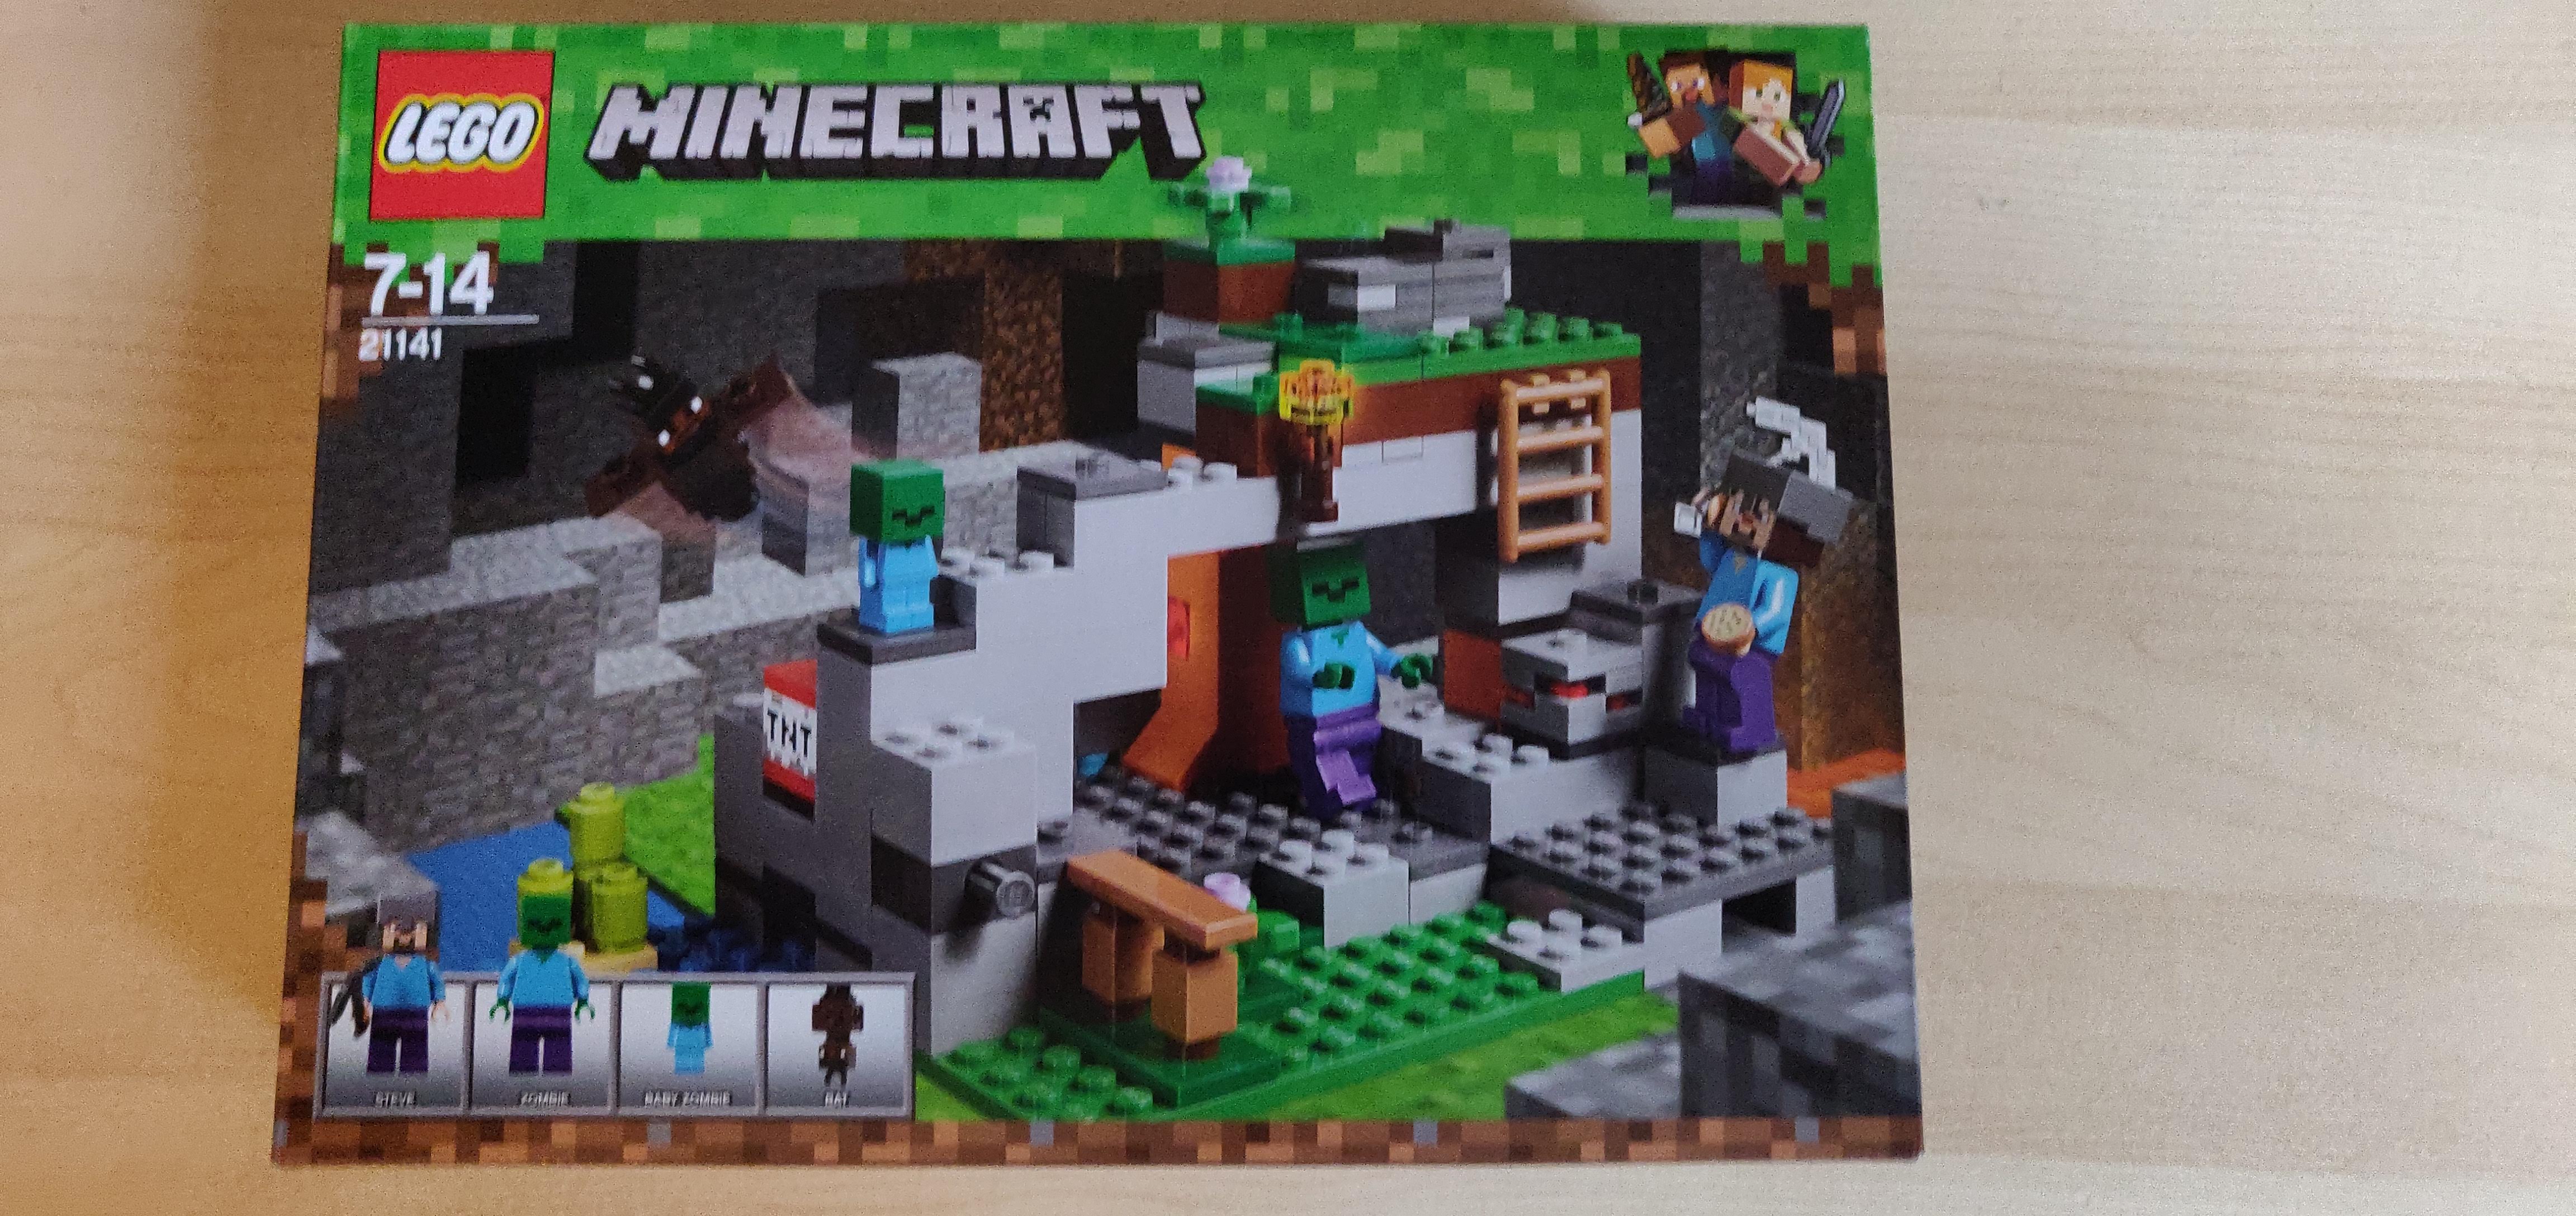 LEGO
MINECRAFT
7-14
21141
TNT
STEVE
ZOMBIE
BABY ZOMBIE
BAT